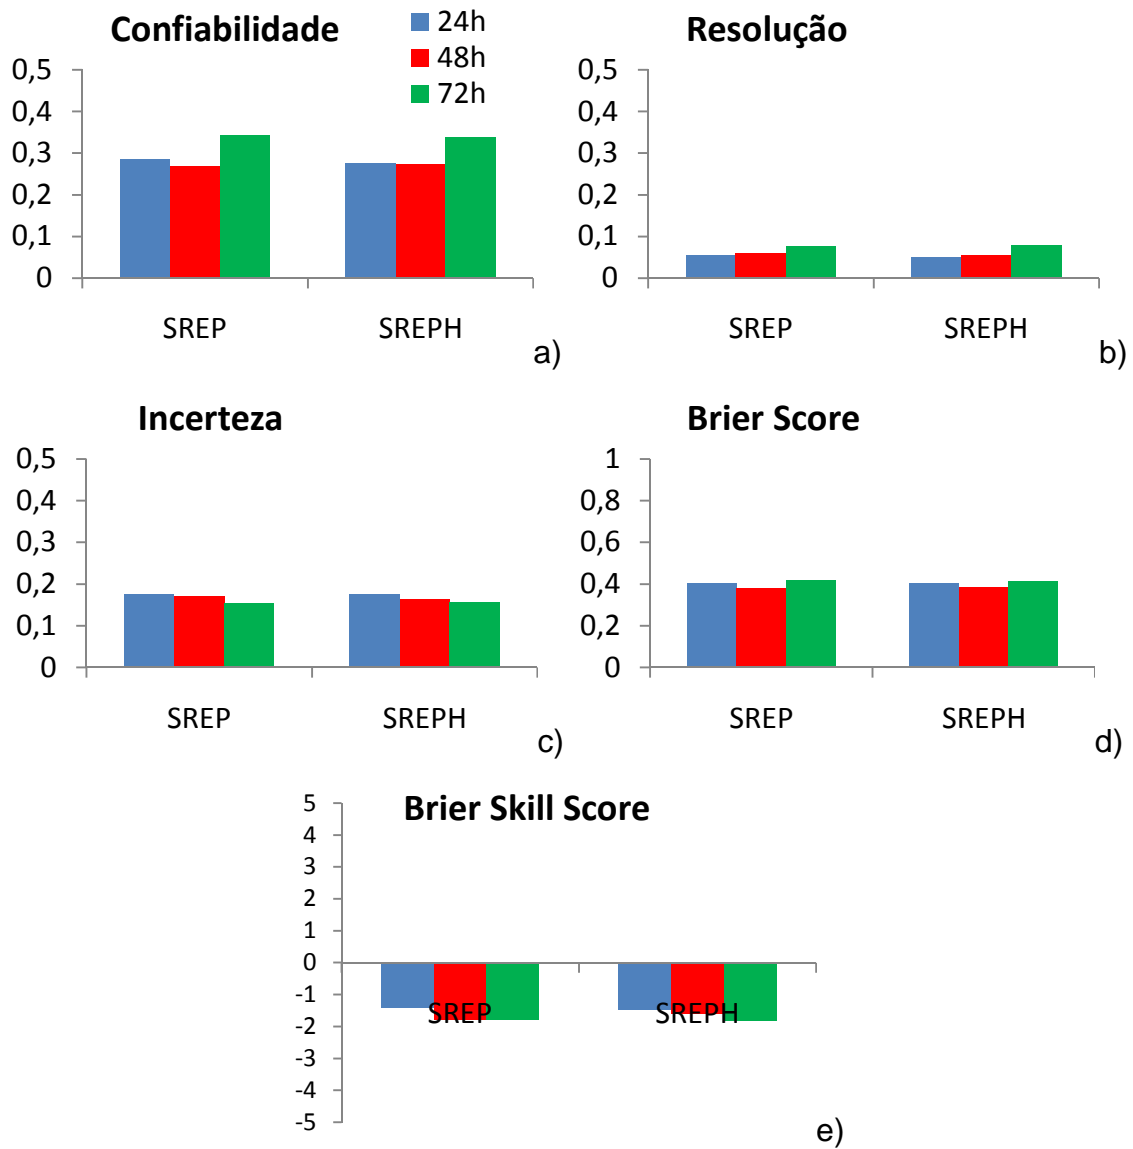 Confiabilidade
24h
48h
72h
0,5
0,4
0,3
0,2
0,1
0
SREP
SREPH
a)
Resolução
0,5
0,4
0,3
0,2
0,1
0
SREP
SREPH
b)
Incerteza
0,5
0,4
0,3
0,2
0,1
0
SREP
SREPH
c)
Brier Score
1
0,8
0,6
0,4
0,2
0
SREP
SREPH
d)
Brier Skill Score
5
4
3
2
1
0
-1
-2
-3
-4
-5
SREP
SREPH
e)